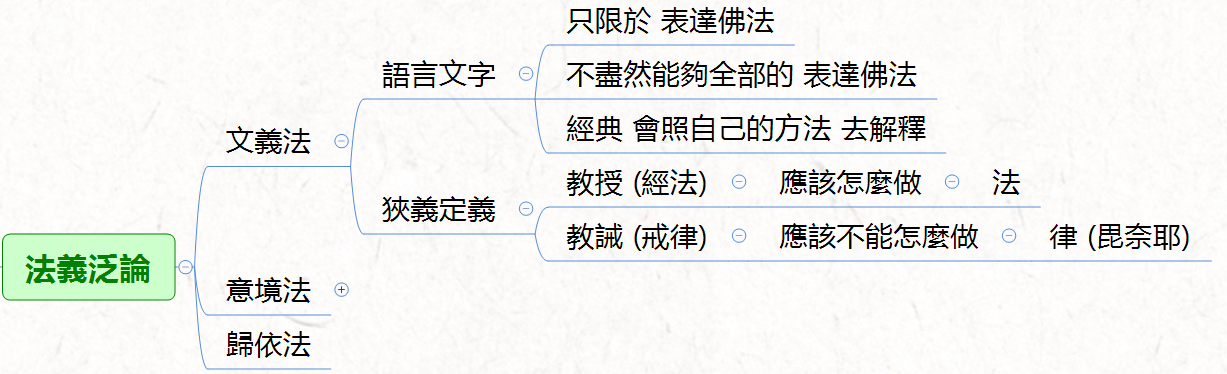 法義泛論
文義法
語言文字
只限於 表達佛法
不盡然能夠全部的 表達佛法
經典 會照自己的方法 去解釋
狹義定義
教授 (經法)
應該怎麼做
法
教誡 (戒律)
應該不能怎麼做
律 (毘奈耶)
意境法
歸依法